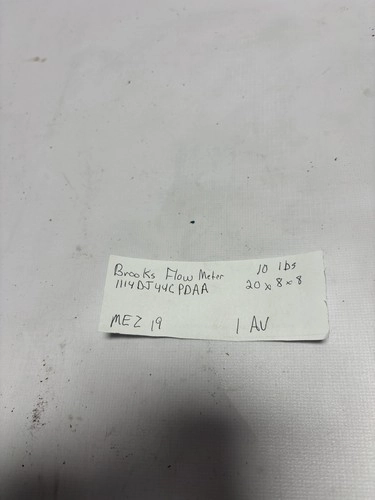 Brooks Flow Meter 10 lbs
1114DJ44CPDAA 20 x 8 x 8
MEZ 19 1 AV